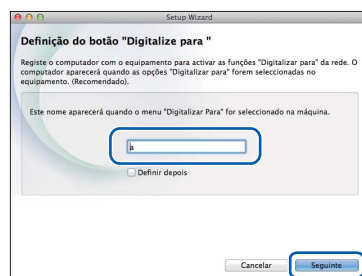 Setup Wizard
Definição do botão "Digitalize para "
Registe o computador com o equipamento para activar as funções "Digitalizar para" da rede. O
computador aparecerá quando as opções "Digitalizar para" forem seleccionadas no
equipamento. (Recomendado).
Este nome aparecerá quando o menu "Digitalizar Para" for seleccionado na máquina.
a
Definir depois
Cancelar
Seguinte